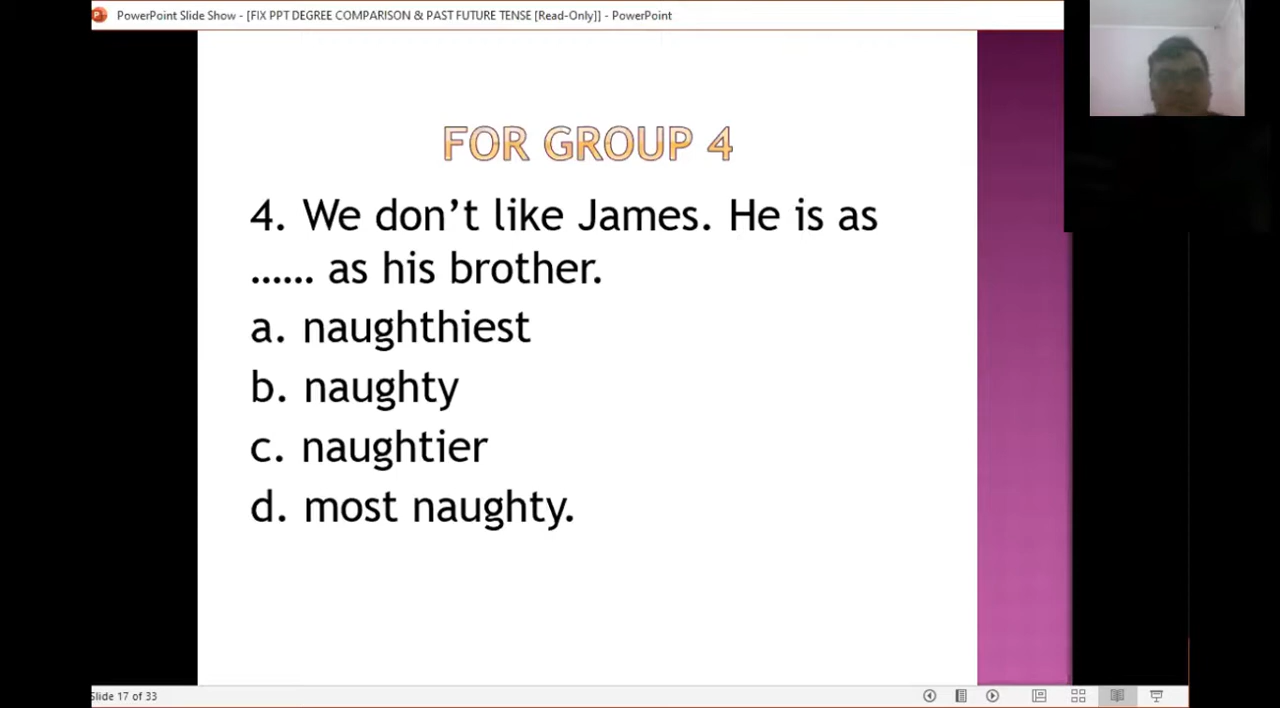 PowerPoint Slide Show - [FIX PPT DEGREE COMPARISON & PAST FUTURE TENSE [Read-Only]] - PowerPoint
FOR GROUP 4
4. We don't like James. He is as
...... as his brother.
a. naughthiest
b. naughty
c. naughtier
d. most naughty.
Slide 17 of 33